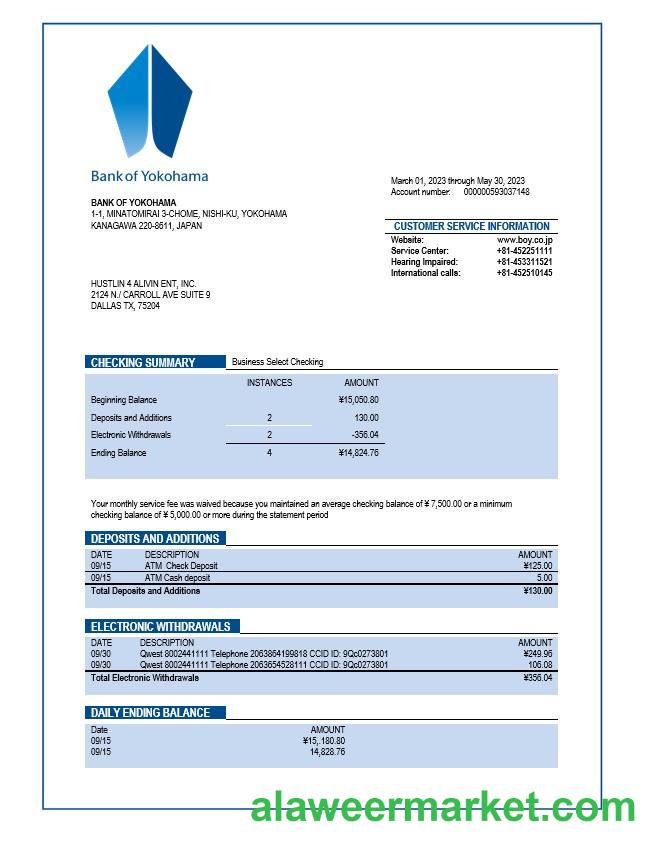 Bank of Yokohama
BANK OF YOKOHAMA
1-1, MINATOMIRAI 3-CHOME, NISHI-KU, YOKOHAMA
KANAGAWA 220-8611, JAPAN
March 01, 2023 through May 30, 2023
Account number: 000000593037148
CUSTOMER SERVICE INFORMATION
Website: www.boy.co.jp
Service Center: +81-452251111
Hearing Impaired: +81-453311521
International calls: +81-452510145
HUSTLIN 4 ALIVIN ENT, INC.
2124 N./ CARROLL AVE SUITE 9
DALLAS TX, 75204
CHECKING SUMMARY Business Select Checking
INSTANCES AMOUNT
Beginning Balance ¥15,050.80
Deposits and Additions 2 130.00
Electronic Withdrawals 2 -356.04
Ending Balance 4 ¥14,824.76
Your monthly service fee was waived because you maintained an average checking balance of ¥ 7,500.00 or a minimum
checking balance of ¥ 5,000.00 or more during the statement period
DEPOSITS AND ADDITIONS
DATE DESCRIPTION AMOUNT
09/15 ATM Check Deposit ¥125.00
09/15 ATM Cash deposit 5.00
Total Deposits and Additions ¥130.00
ELECTRONIC WITHDRAWALS
DATE DESCRIPTION AMOUNT
09/30 Qwest 8002441111 Telephone 2063864199818 CCID ID: 9Qc0273801 ¥249.96
09/30 Qwest 8002441111 Telephone 2063654528111 CCID ID: 9Qc0273801 106.08
Total Electronic Withdrawals ¥356.04
DAILY ENDING BALANCE
Date AMOUNT
09/15 ¥15,.180.80
09/15 14,828.76
alaweermarket.com